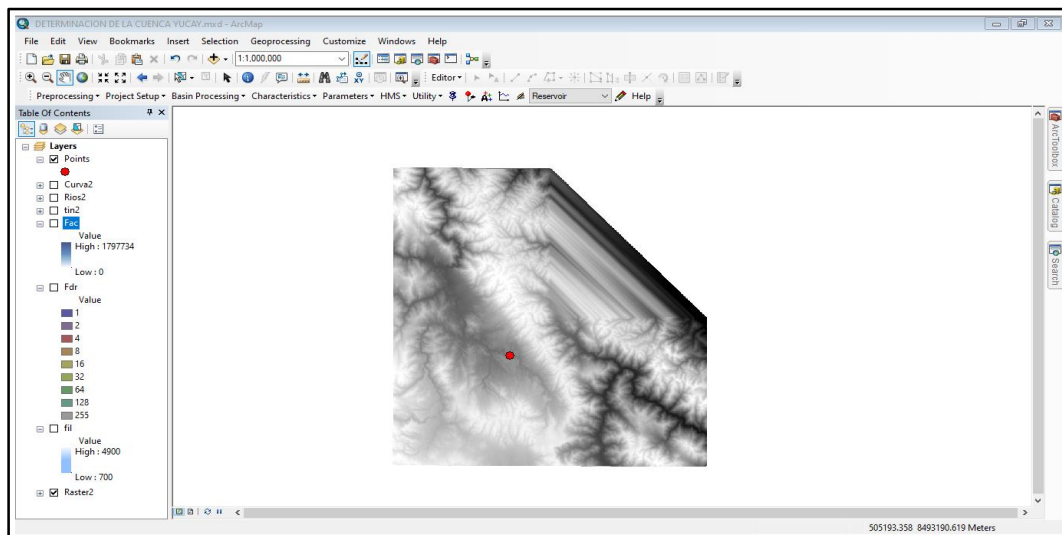 DETERMINACION DE LA CUENCA YUCAY.mxd - ArcMap
File Edit View Bookmarks Insert Selection Geoprocessing Customize Windows Help
1:1,000,000
Editor
Preprocessing Project Setup Basin Processing Characteristics Parameters HMS Utility Reservoir Help
Table Of Contents
Layers
Points
Curva2
Rios2
tin2
Fac
Value
High : 1797734
Low : 0
Fdr
Value
1
2
4
8
16
32
64
128
255
fil
Value
High : 4900
Low : 700
Raster2
ArcToolbox
Catalog
Search
505193.358 8493190.619 Meters